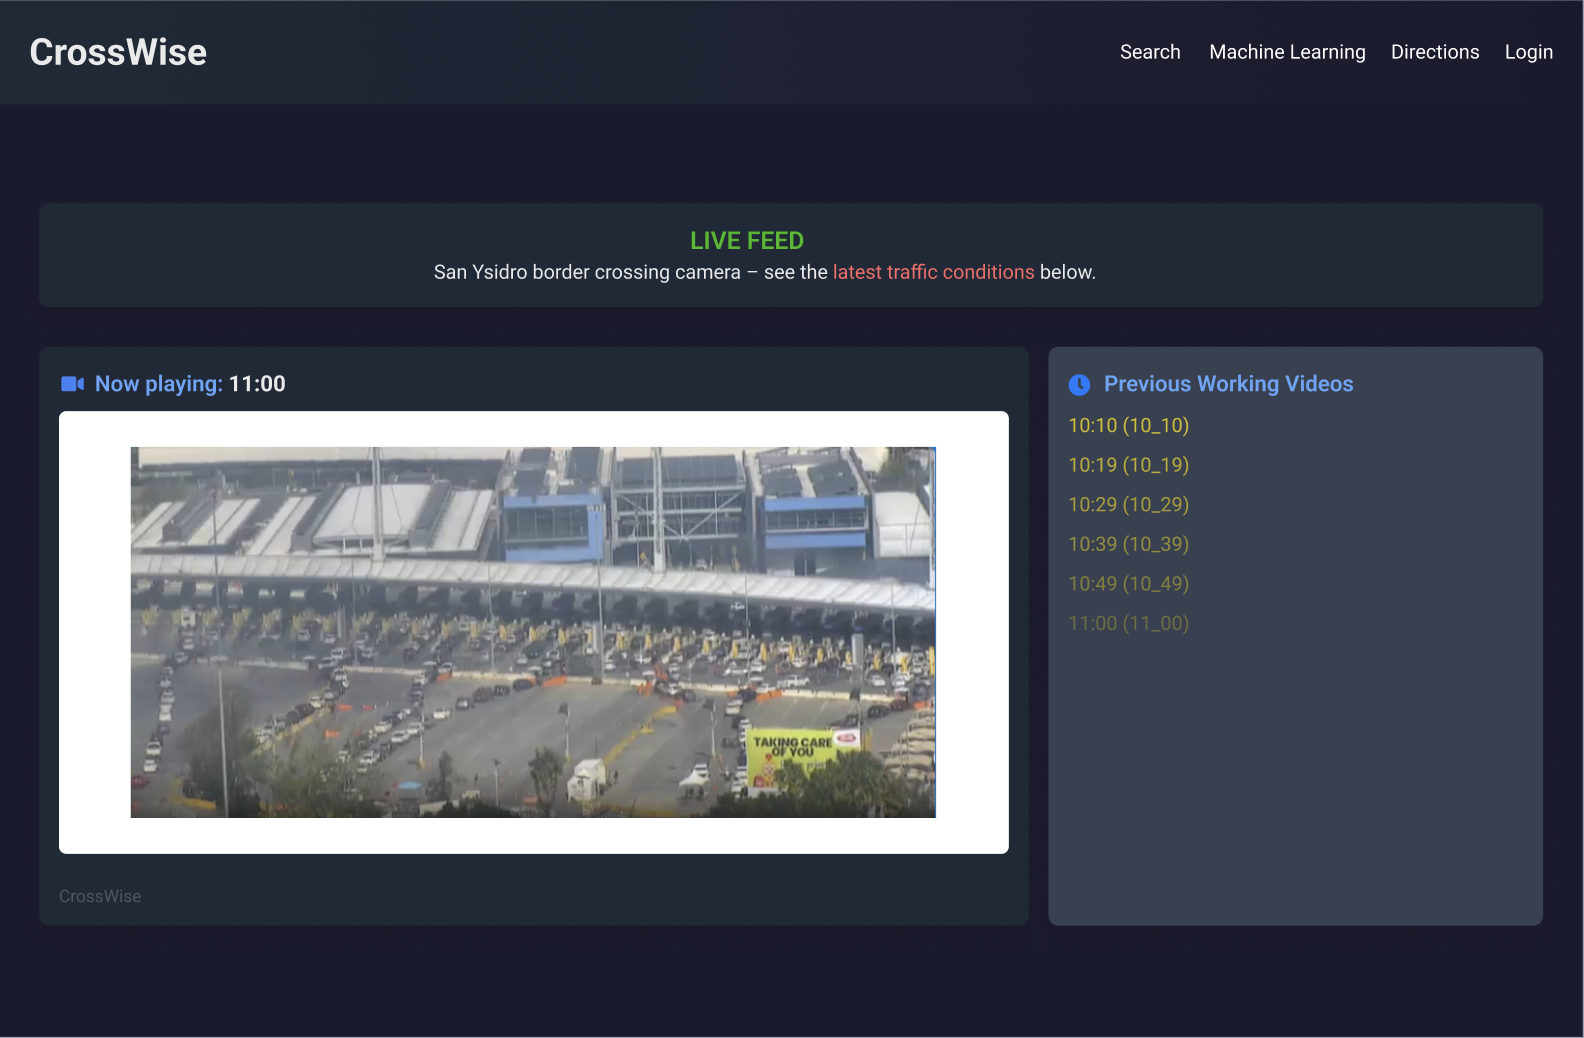 CrossWise
Search Machine Learning Directions Login
LIVE FEED
San Ysidro border crossing camera – see the latest traffic conditions below.
Now playing: 11:00
TAKING CARE
OF YOU
CrossWise
Previous Working Videos
10:10 (10_10)
10:19 (10_19)
10:29 (10_29)
10:39 (10_39)
10:49 (10_49)
11:00 (11_00)